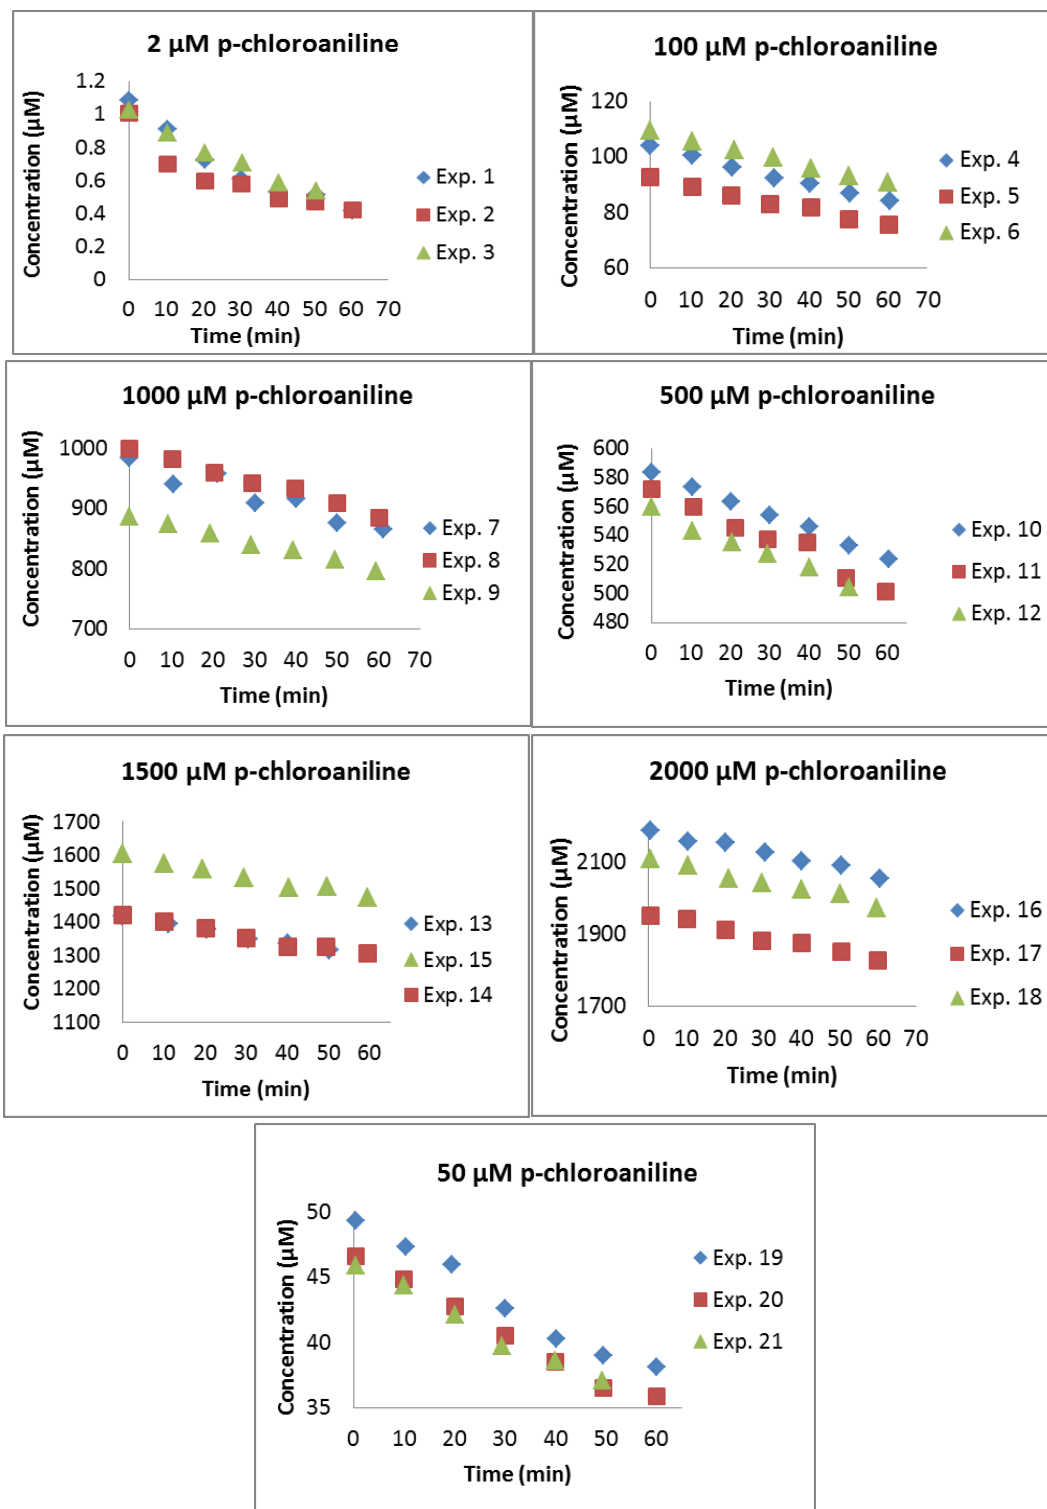 2 µM p-chloroaniline
Concentration (µM)
1.2
1
0.8
0.6
0.4
0.2
0
0 10 20 30 40 50 60 70
Time (min)
Exp. 1
Exp. 2
Exp. 3
100 µM p-chloroaniline
Concentration (µM)
120
100
80
60
0 10 20 30 40 50 60 70
Time (min)
Exp. 4
Exp. 5
Exp. 6
1000 µM p-chloroaniline
Concentration (µM)
1000
900
800
700
0 10 20 30 40 50 60 70
Time (min)
Exp. 7
Exp. 8
Exp. 9
500 µM p-chloroaniline
Concentration (µM)
600
580
560
540
520
500
480
0 10 20 30 40 50 60
Time (min)
Exp. 10
Exp. 11
Exp. 12
1500 µM p-chloroaniline
Concentration (µM)
1700
1600
1500
1400
1300
1200
1100
0 10 20 30 40 50 60
Time (min)
Exp. 13
Exp. 15
Exp. 14
2000 µM p-chloroaniline
Concentration (µM)
2100
1900
1700
0 10 20 30 40 50 60 70
Time (min)
Exp. 16
Exp. 17
Exp. 18
50 µM p-chloroaniline
Concentration (µM)
50
45
40
35
0 10 20 30 40 50 60
Time (min)
Exp. 19
Exp. 20
Exp. 21